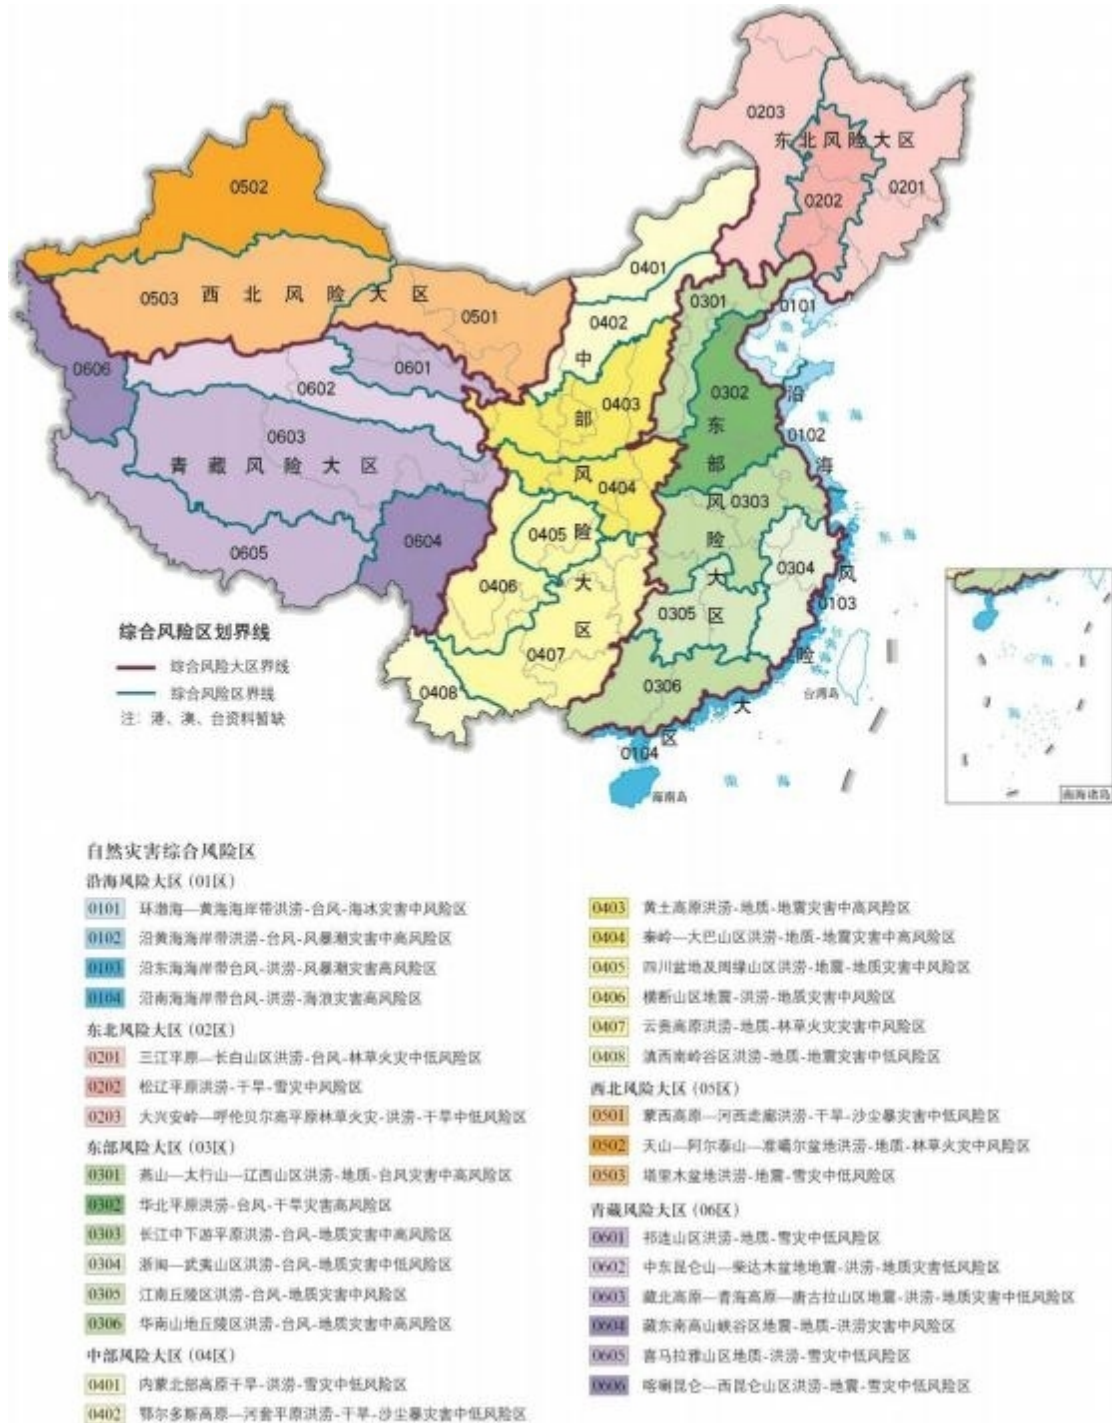 0203
东北风险大区
0502
0202
0201
0401
0503
西北风险大区
0501
0402
0301
0101
渤海
中
0601
0606
0602
0403
0302
沿
黄海
部
东
0603
0102
青藏风险大区
海
部
风
0404
0303
风
0604
0405
险
险
东海
0605
0304
风
0406
大
大
0103
0305
区
区
险
综合风险区划界线
0407
台湾海峡
综合风险大区界线
0306
台湾岛
综合风险区界线
0408
大
注：港、澳、台资料暂缺
0104
区
南海
海南岛
南海
南海诸岛
自然灾害综合风险区
沿海风险大区 (01区)
0101 环渤海—黄海海岸带洪涝-台风-海冰灾害中风险区
0102 沿黄海海岸带洪涝-台风-风暴潮灾害中高风险区
0103 沿东海海岸带台风-洪涝-风暴潮灾害高风险区
0104 沿南海海岸带台风-洪涝-海浪灾害高风险区
东北风险大区 (02区)
0201 三江平原—长白山区洪涝-台风-林草火灾中低风险区
0202 松辽平原洪涝-干旱-雪灾中风险区
0203 大兴安岭—呼伦贝尔高平原林草火灾-洪涝-干旱中低风险区
东部风险大区 (03区)
0301 燕山—太行山—辽西山区洪涝-地质-台风灾害中高风险区
0302 华北平原洪涝-台风-干旱灾害高风险区
0303 长江中下游平原洪涝-台风-地质灾害中高风险区
0304 浙闽—武夷山区洪涝-台风-地质灾害中低风险区
0305 江南丘陵区洪涝-台风-地质灾害中风险区
0306 华南山地丘陵区洪涝-台风-地质灾害中高风险区
中部风险大区 (04区)
0401 内蒙北部高原干旱-洪涝-雪灾中低风险区
0402 鄂尔多斯高原—河套平原洪涝-干旱-沙尘暴灾害中低风险区
0403 黄土高原洪涝-地质-地震灾害中高风险区
0404 秦岭—大巴山区洪涝-地质-地震灾害中高风险区
0405 四川盆地及周缘山区洪涝-地震-地质灾害中风险区
0406 横断山区地震-洪涝-地质灾害中风险区
0407 云贵高原洪涝-地质-林草火灾灾害中风险区
0408 滇西南岭谷区洪涝-地质-地震灾害中低风险区
西北风险大区 (05区)
0501 蒙西高原—河西走廊洪涝-干旱-沙尘暴灾害中低风险区
0502 天山—阿尔泰山—准噶尔盆地洪涝-地质-林草火灾中风险区
0503 塔里木盆地洪涝-地震-雪灾中低风险区
青藏风险大区 (06区)
0601 祁连山区洪涝-地质-雪灾中低风险区
0602 中东昆仑山—柴达木盆地地震-洪涝-地质灾害低风险区
0603 藏北高原—青海高原—唐古拉山区地震-洪涝-地质灾害中低风险区
0604 藏东南高山峡谷区地震-地质-洪涝灾害中风险区
0605 喜马拉雅山区地质-洪涝-雪灾中低风险区
0606 喀喇昆仑—西昆仑山区洪涝-地震-雪灾中低风险区